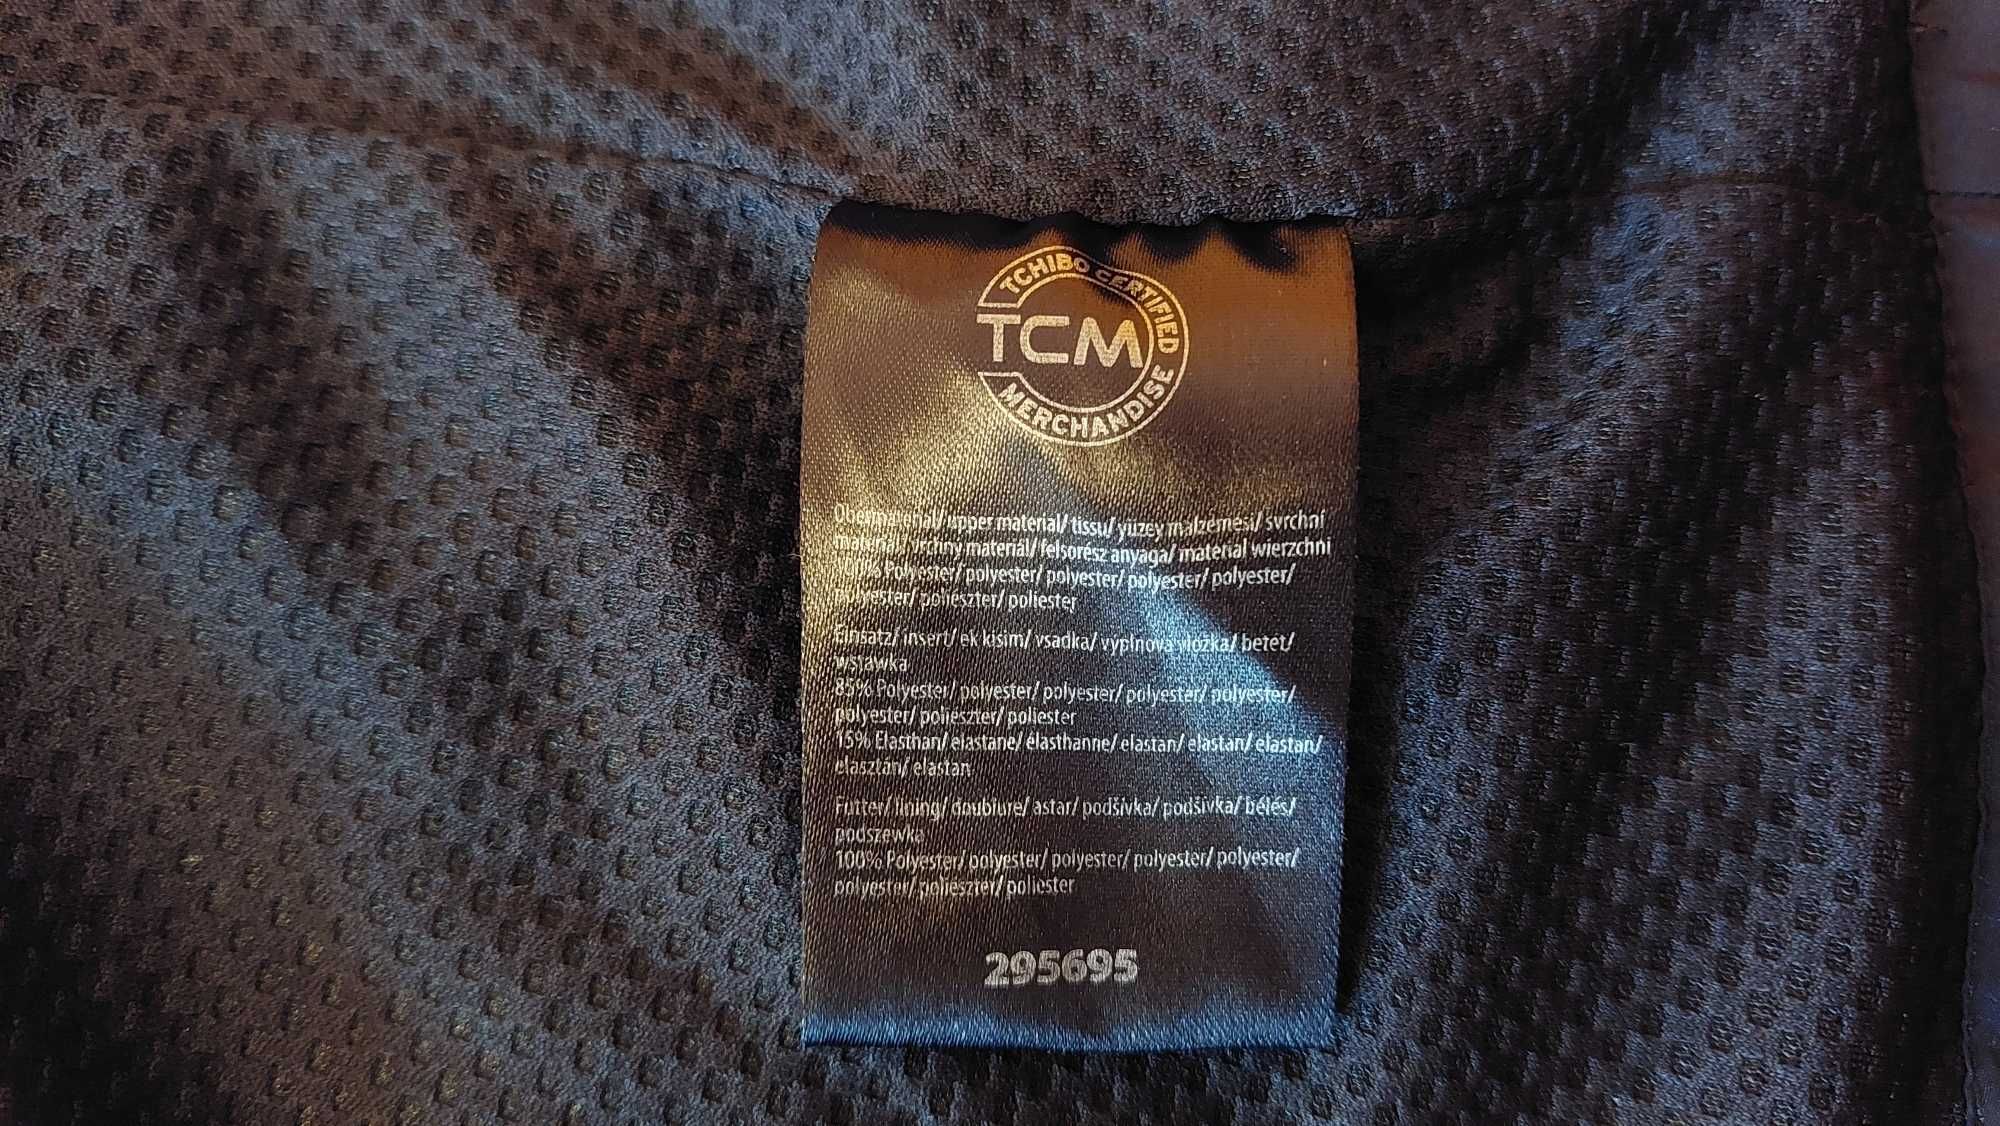 TCHIBO CERTIFIED
TCM
MERCHANDISE
Obermaterial/ upper material/ tissu/ yüzey malzemesi/ svrchní
materiál/ vrchný materiál/ felsőrész anyaga/ materiał wierzchni
100% Polyester/ polyester/ polyester/ polyester/ polyester/
polyester/ poliészter/ poliester
Einsatz/ insert/ ek kısım/ vsadka/ výplňová vložka/ betét/
wstawka
85% Polyester/ polyester/ polyester/ polyester/ polyester/
polyester/ poliészter/ poliester
15% Elasthan/ elastane/ élasthanne/ elastan/ elastan/ elastan/
elasztán/ elastan
Futter/ lining/ doublure/ astar/ podšívka/ podšívka/ bélés/
podszewka
100% Polyester/ polyester/ polyester/ polyester/ polyester/
polyester/ poliészter/ poliester
295695